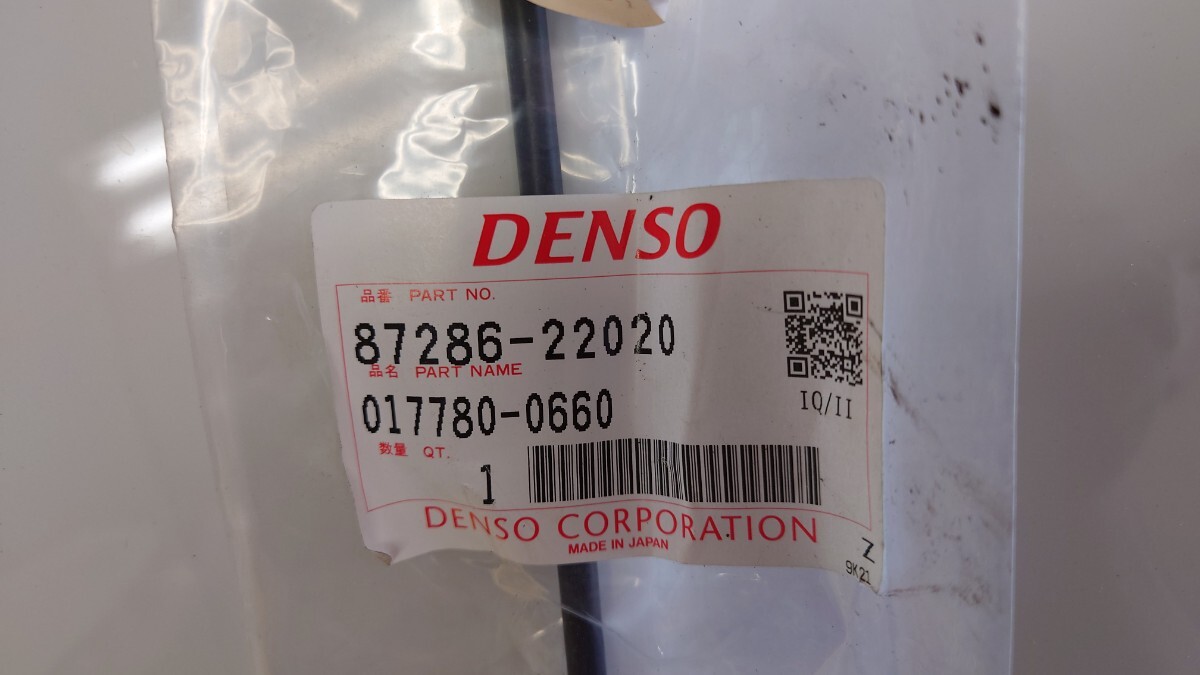 DENSO
品番 PART NO.
87286-22020
品名 PART NAME
017780-0660
IQ/II
数量 QT.
1
DENSO CORPORATION
MADE IN JAPAN
Z
9K21